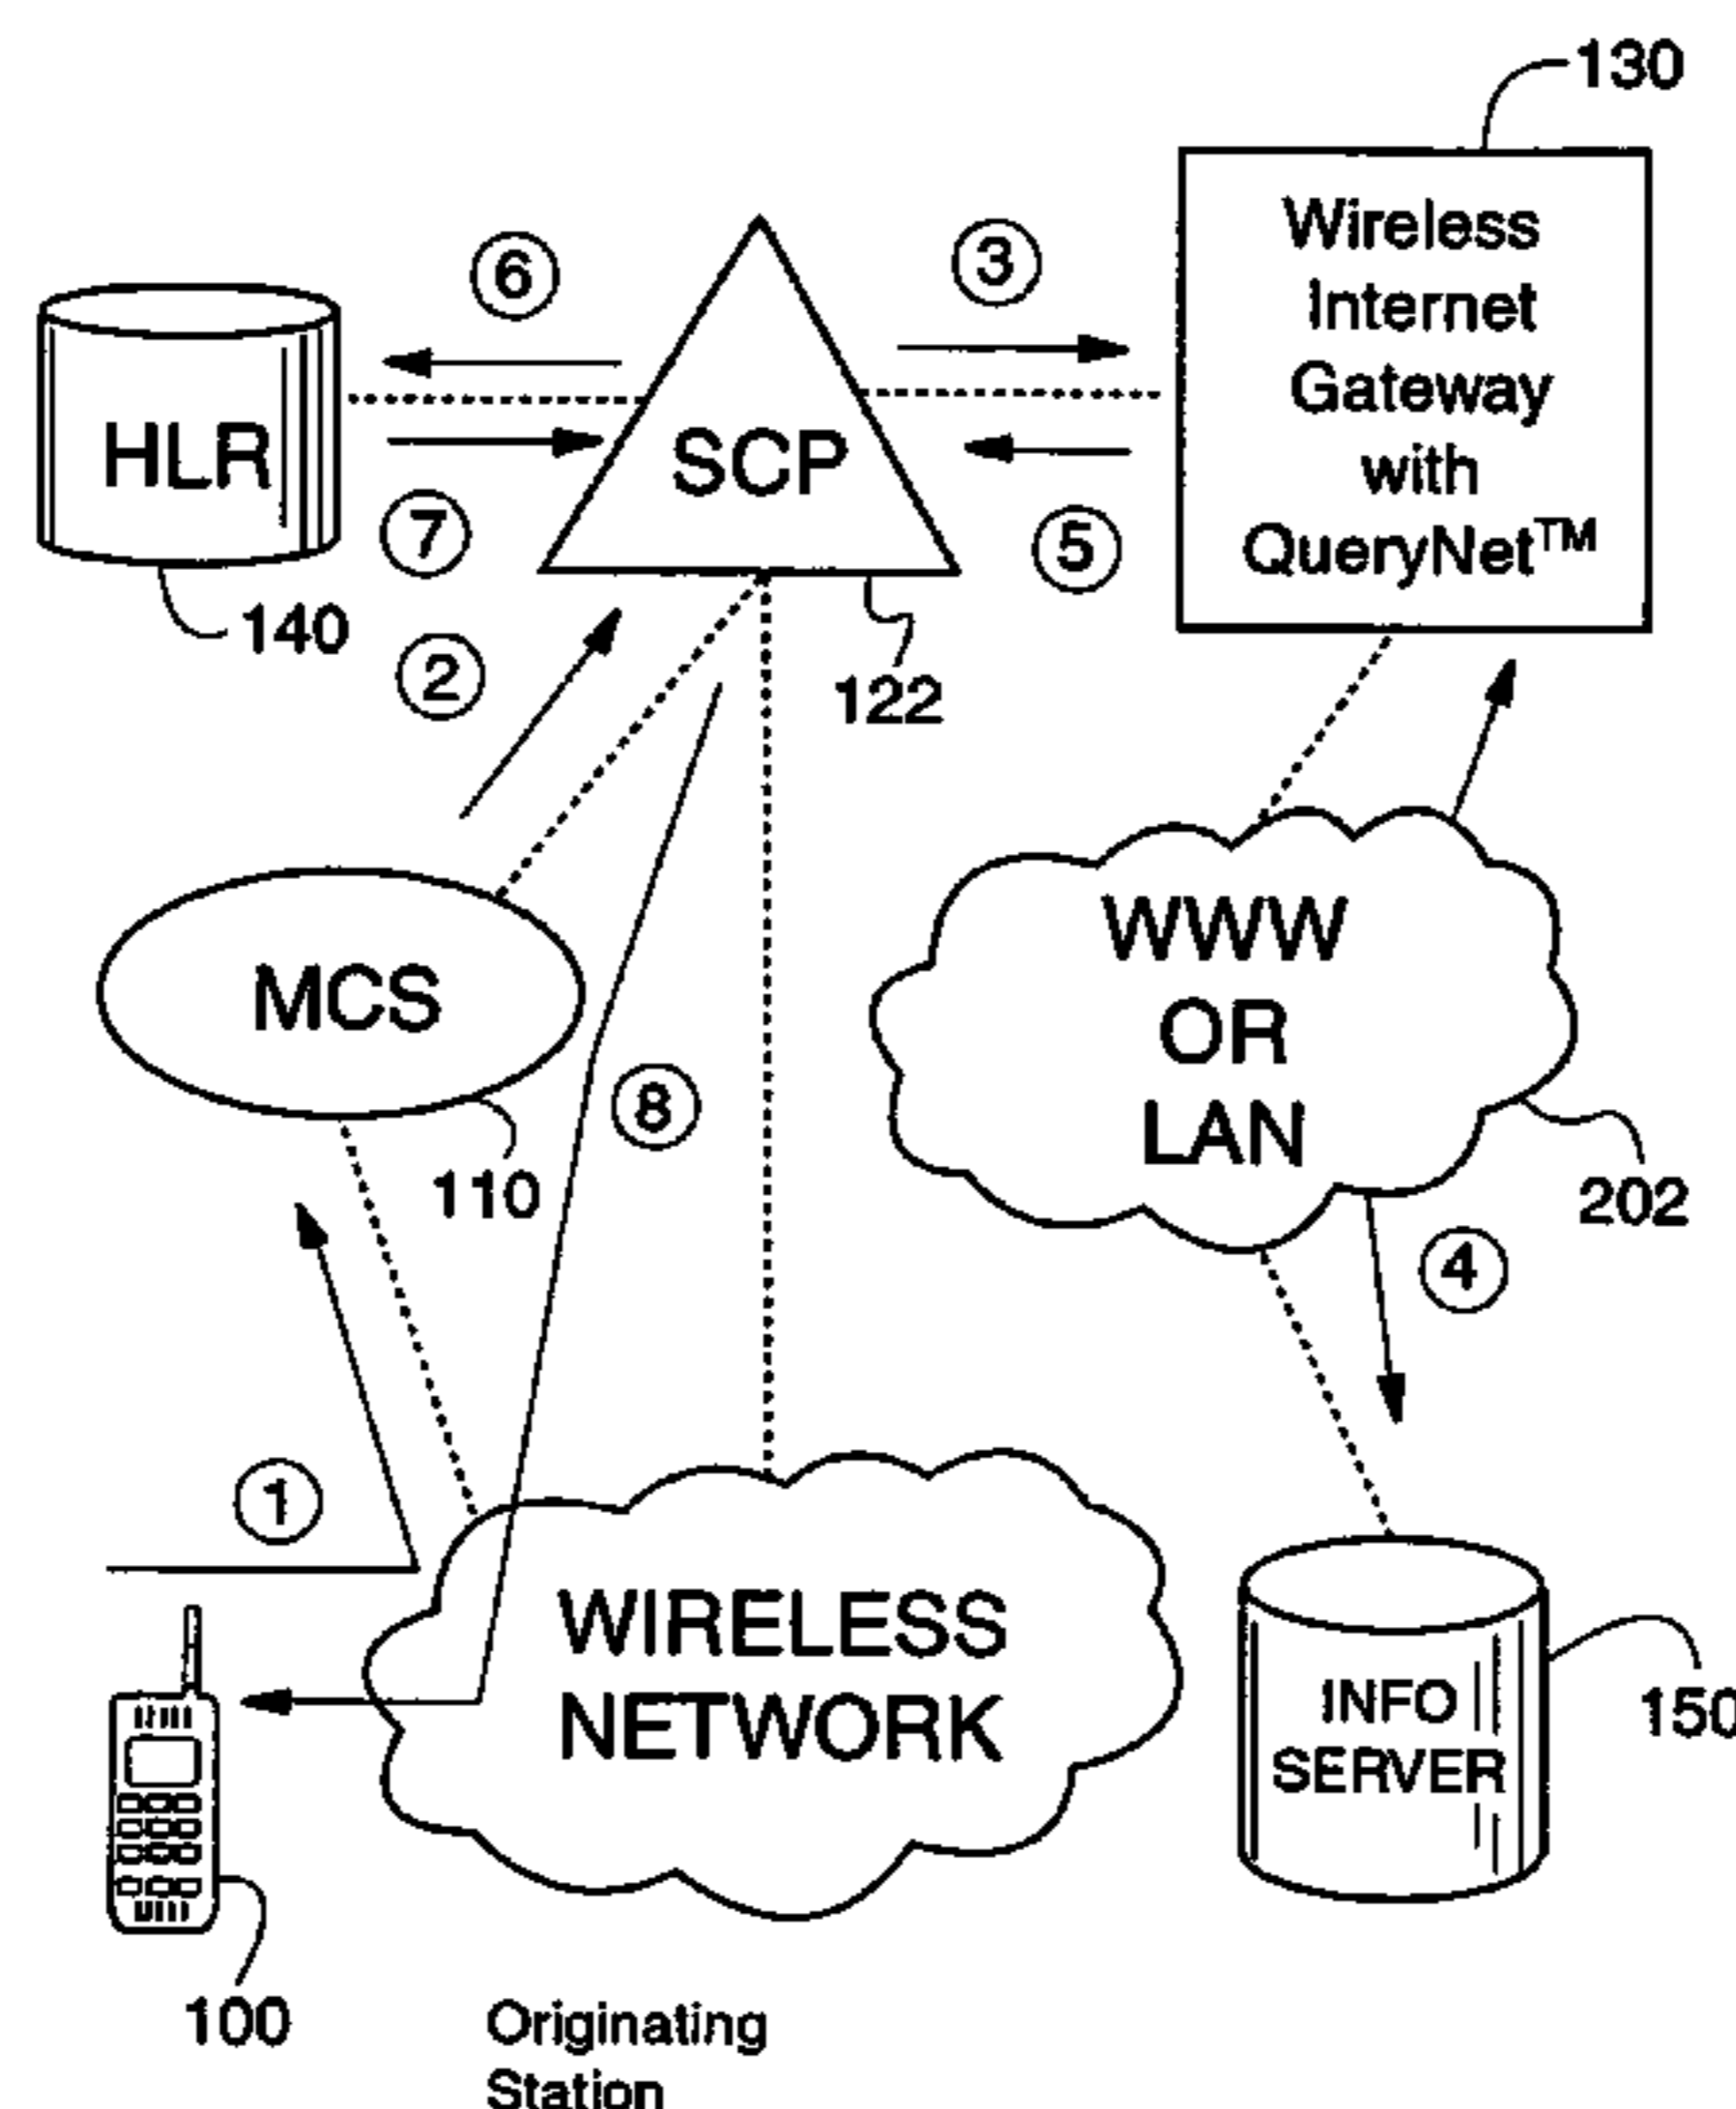 130
Wireless
Internet
Gateway
with
QueryNet™
6
3
HLR
SCP
7
5
140
2
122
WWW
OR
LAN
MCS
8
110
202
4
1
WIRELESS
NETWORK
INFO
SERVER
150
100
Originating
Station